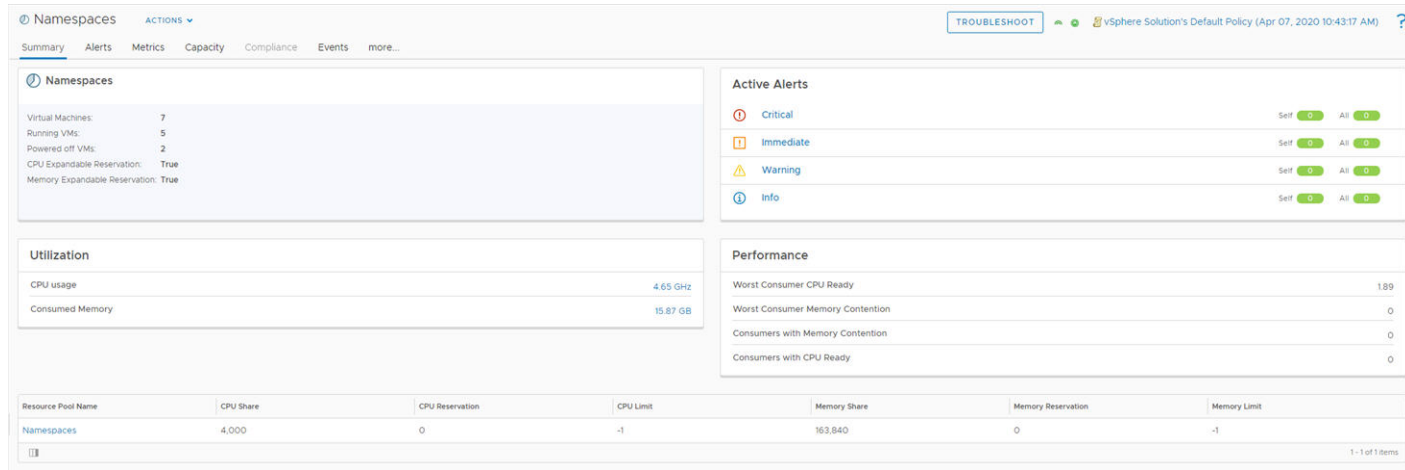 Namespaces ACTIONS
TROUBLESHOOT vSphere Solution's Default Policy (Apr 07, 2020 10:43:17 AM) ?
Summary Alerts Metrics Capacity Compliance Events more...
Namespaces
Virtual Machines: 7
Running VMs: 5
Powered off VMs: 2
CPU Expandable Reservation: True
Memory Expandable Reservation: True
Active Alerts
Critical Self 0 All 0
Immediate Self 0 All 0
Warning Self 0 All 0
Info Self 0 All 0
Utilization
CPU usage 4.65 GHz
Consumed Memory 15.87 GB
Performance
Worst Consumer CPU Ready 1.89
Worst Consumer Memory Contention 0
Consumers with Memory Contention 0
Consumers with CPU Ready 0
Resource Pool Name CPU Share CPU Reservation CPU Limit Memory Share Memory Reservation Memory Limit
Namespaces 4,000 0 -1 163,840 0 -1
1 - 1 of 1 items